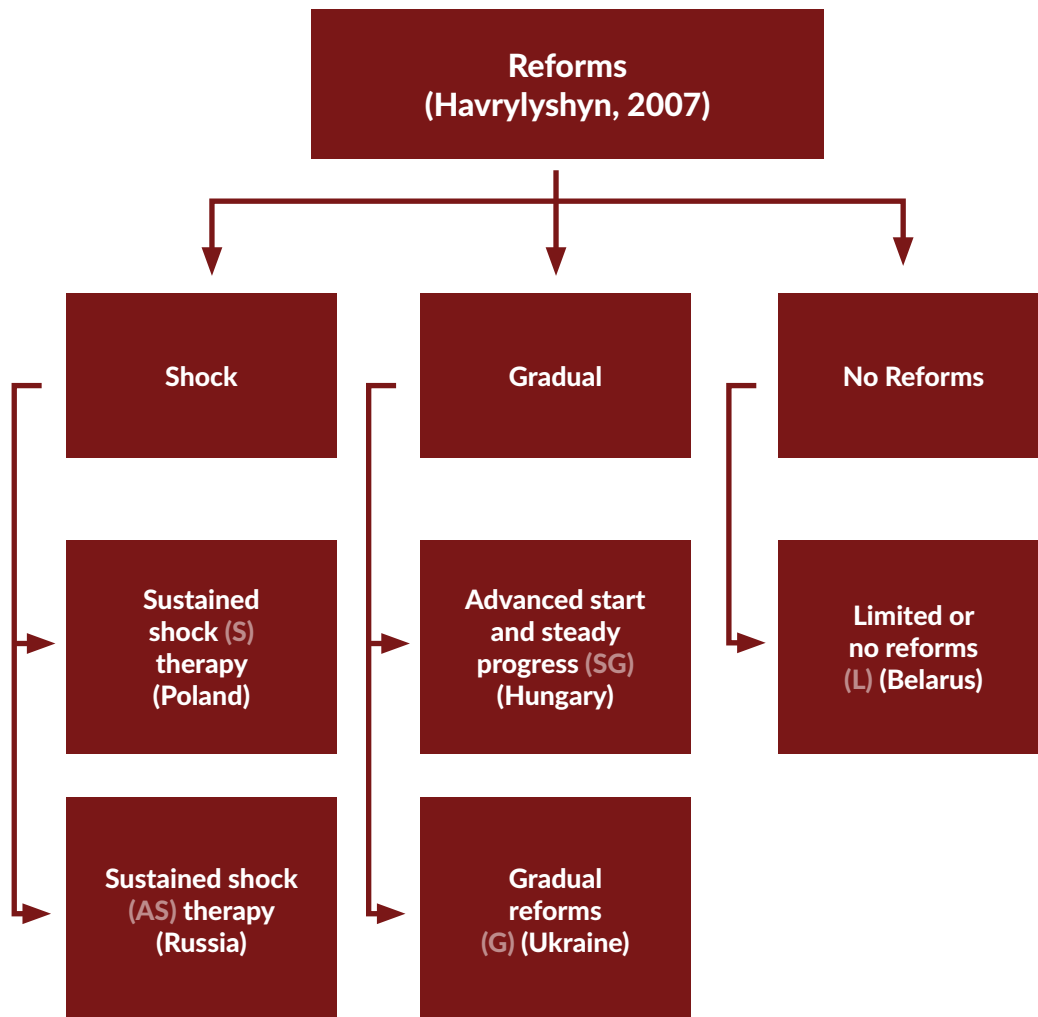 Reforms
(Havrylyshyn, 2007)
Shock
Gradual
No Reforms
Sustained
shock (S)
therapy
(Poland)
Advanced start
and steady
progress (SG)
(Hungary)
Limited or
no reforms
(L) (Belarus)
Sustained shock
(AS) therapy
(Russia)
Gradual
reforms
(G) (Ukraine)